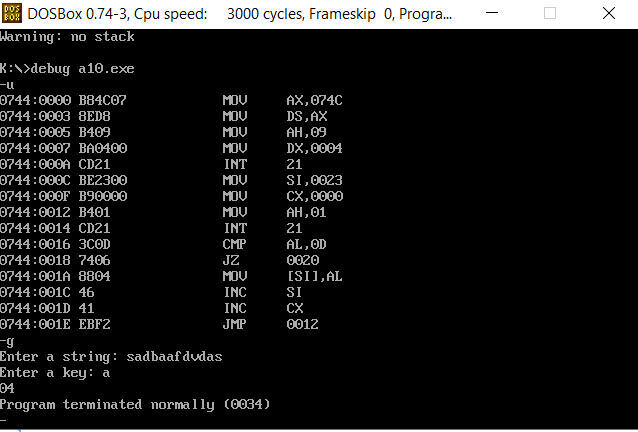 DOS BOX DOSBox 0.74-3, Cpu speed: 3000 cycles, Frameskip 0, Progra...
Warning: no stack
K:\>debug a10.exe
-u
0744:0000 B84C07 MOV AX,074C
0744:0003 8ED8 MOV DS,AX
0744:0005 B409 MOV AH,09
0744:0007 BA0400 MOV DX,0004
0744:000A CD21 INT 21
0744:000C BE2300 MOV SI,0023
0744:000F B90000 MOV CX,0000
0744:0012 B401 MOV AH,01
0744:0014 CD21 INT 21
0744:0016 3C0D CMP AL,0D
0744:0018 7406 JZ 0020
0744:001A 8804 MOV [SI],AL
0744:001C 46 INC SI
0744:001D 41 INC CX
0744:001E EBF2 JMP 0012
-g
Enter a string: sadbaafdvdas
Enter a key: a
04
Program terminated normally (0034)
-